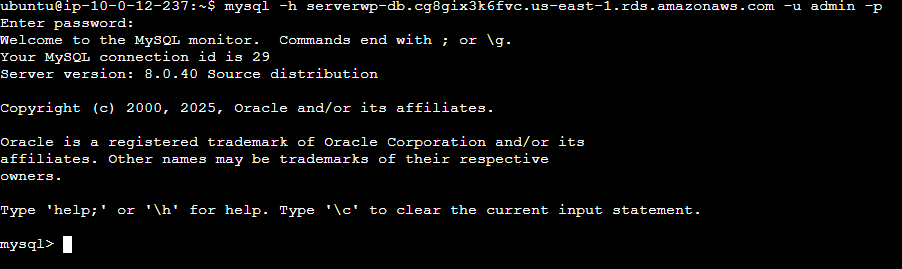 ubuntu@ip-10-0-12-237:~$ mysql -h serverwp-db.cg8gix3k6fvc.us-east-1.rds.amazonaws.com -u admin -p
Enter password:
Welcome to the MySQL monitor.  Commands end with ; or \g.
Your MySQL connection id is 29
Server version: 8.0.40 Source distribution
Copyright (c) 2000, 2025, Oracle and/or its affiliates.
Oracle is a registered trademark of Oracle Corporation and/or its
affiliates. Other names may be trademarks of their respective
owners.
Type 'help;' or '\h' for help. Type '\c' to clear the current input statement.
mysql>